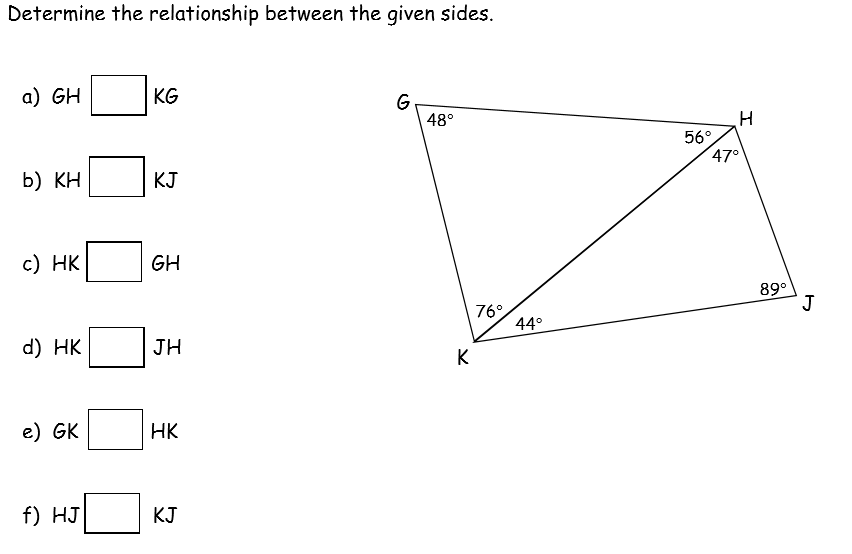 Determine the relationship between the given sides.
a) GH KG
b) KH KJ
c) HK GH
d) HK JH
e) GK HK
f) HJ KJ
G
48°
H
56°
47°
76°
44°
89°
J
K